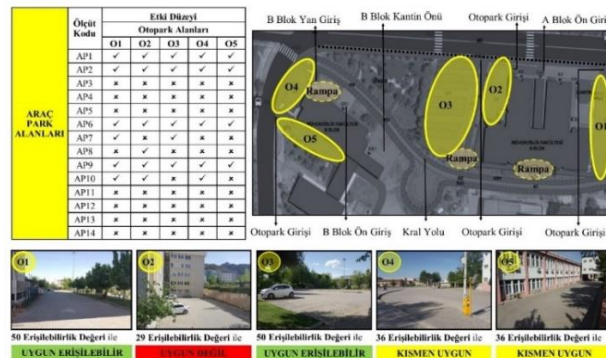 ARAÇ
PARK
ALANLARI
Ölçüt
Kodu
Etki Düzeyi
Otopark Alanları
O1 O2 O3 O4 O5
AP1 ✓ ✓ ✓ ✓ ✓
AP2 ✓ ✓ ✓ ✓ ✓
AP3 × × × × ×
AP4 × × × × ×
AP5 × × × × ×
AP6 ✓ ✓ ✓ ✓ ✓
AP7 ✓ × ✓ × ×
AP8 × ✓ × × ×
AP9 ✓ ✓ ✓ ✓ ✓
AP10 ✓ ✓ × ✓ ✓
AP11 × × × × ×
AP12 × × × × ×
AP13 × × × × ×
AP14 × × × × ×
B Blok Yan Giriş
B Blok Kantin Önü
Otopark Girişi
A Blok Ön Giri
O4
Rampa
O5
O3
O2
Rampa
Rampa
Otopark Girişi
B Blok Ön Giriş
Kral Yolu
Otopark Girişi
Otopark Giriş
O1
O2
O3
O4
O5
50 Erişilebilirlik Değeri ile
UYGUN ERİŞİLEBİLİR
29 Erişilebilirlik Değeri ile
UYGUN DEĞİL
50 Erişilebilirlik Değeri ile
UYGUN ERİŞİLEBİLİR
36 Erişilebilirlik Değeri ile
KISMEN UYGUN
36 Erişilebilirlik Değeri ile
KISMEN UYGUN